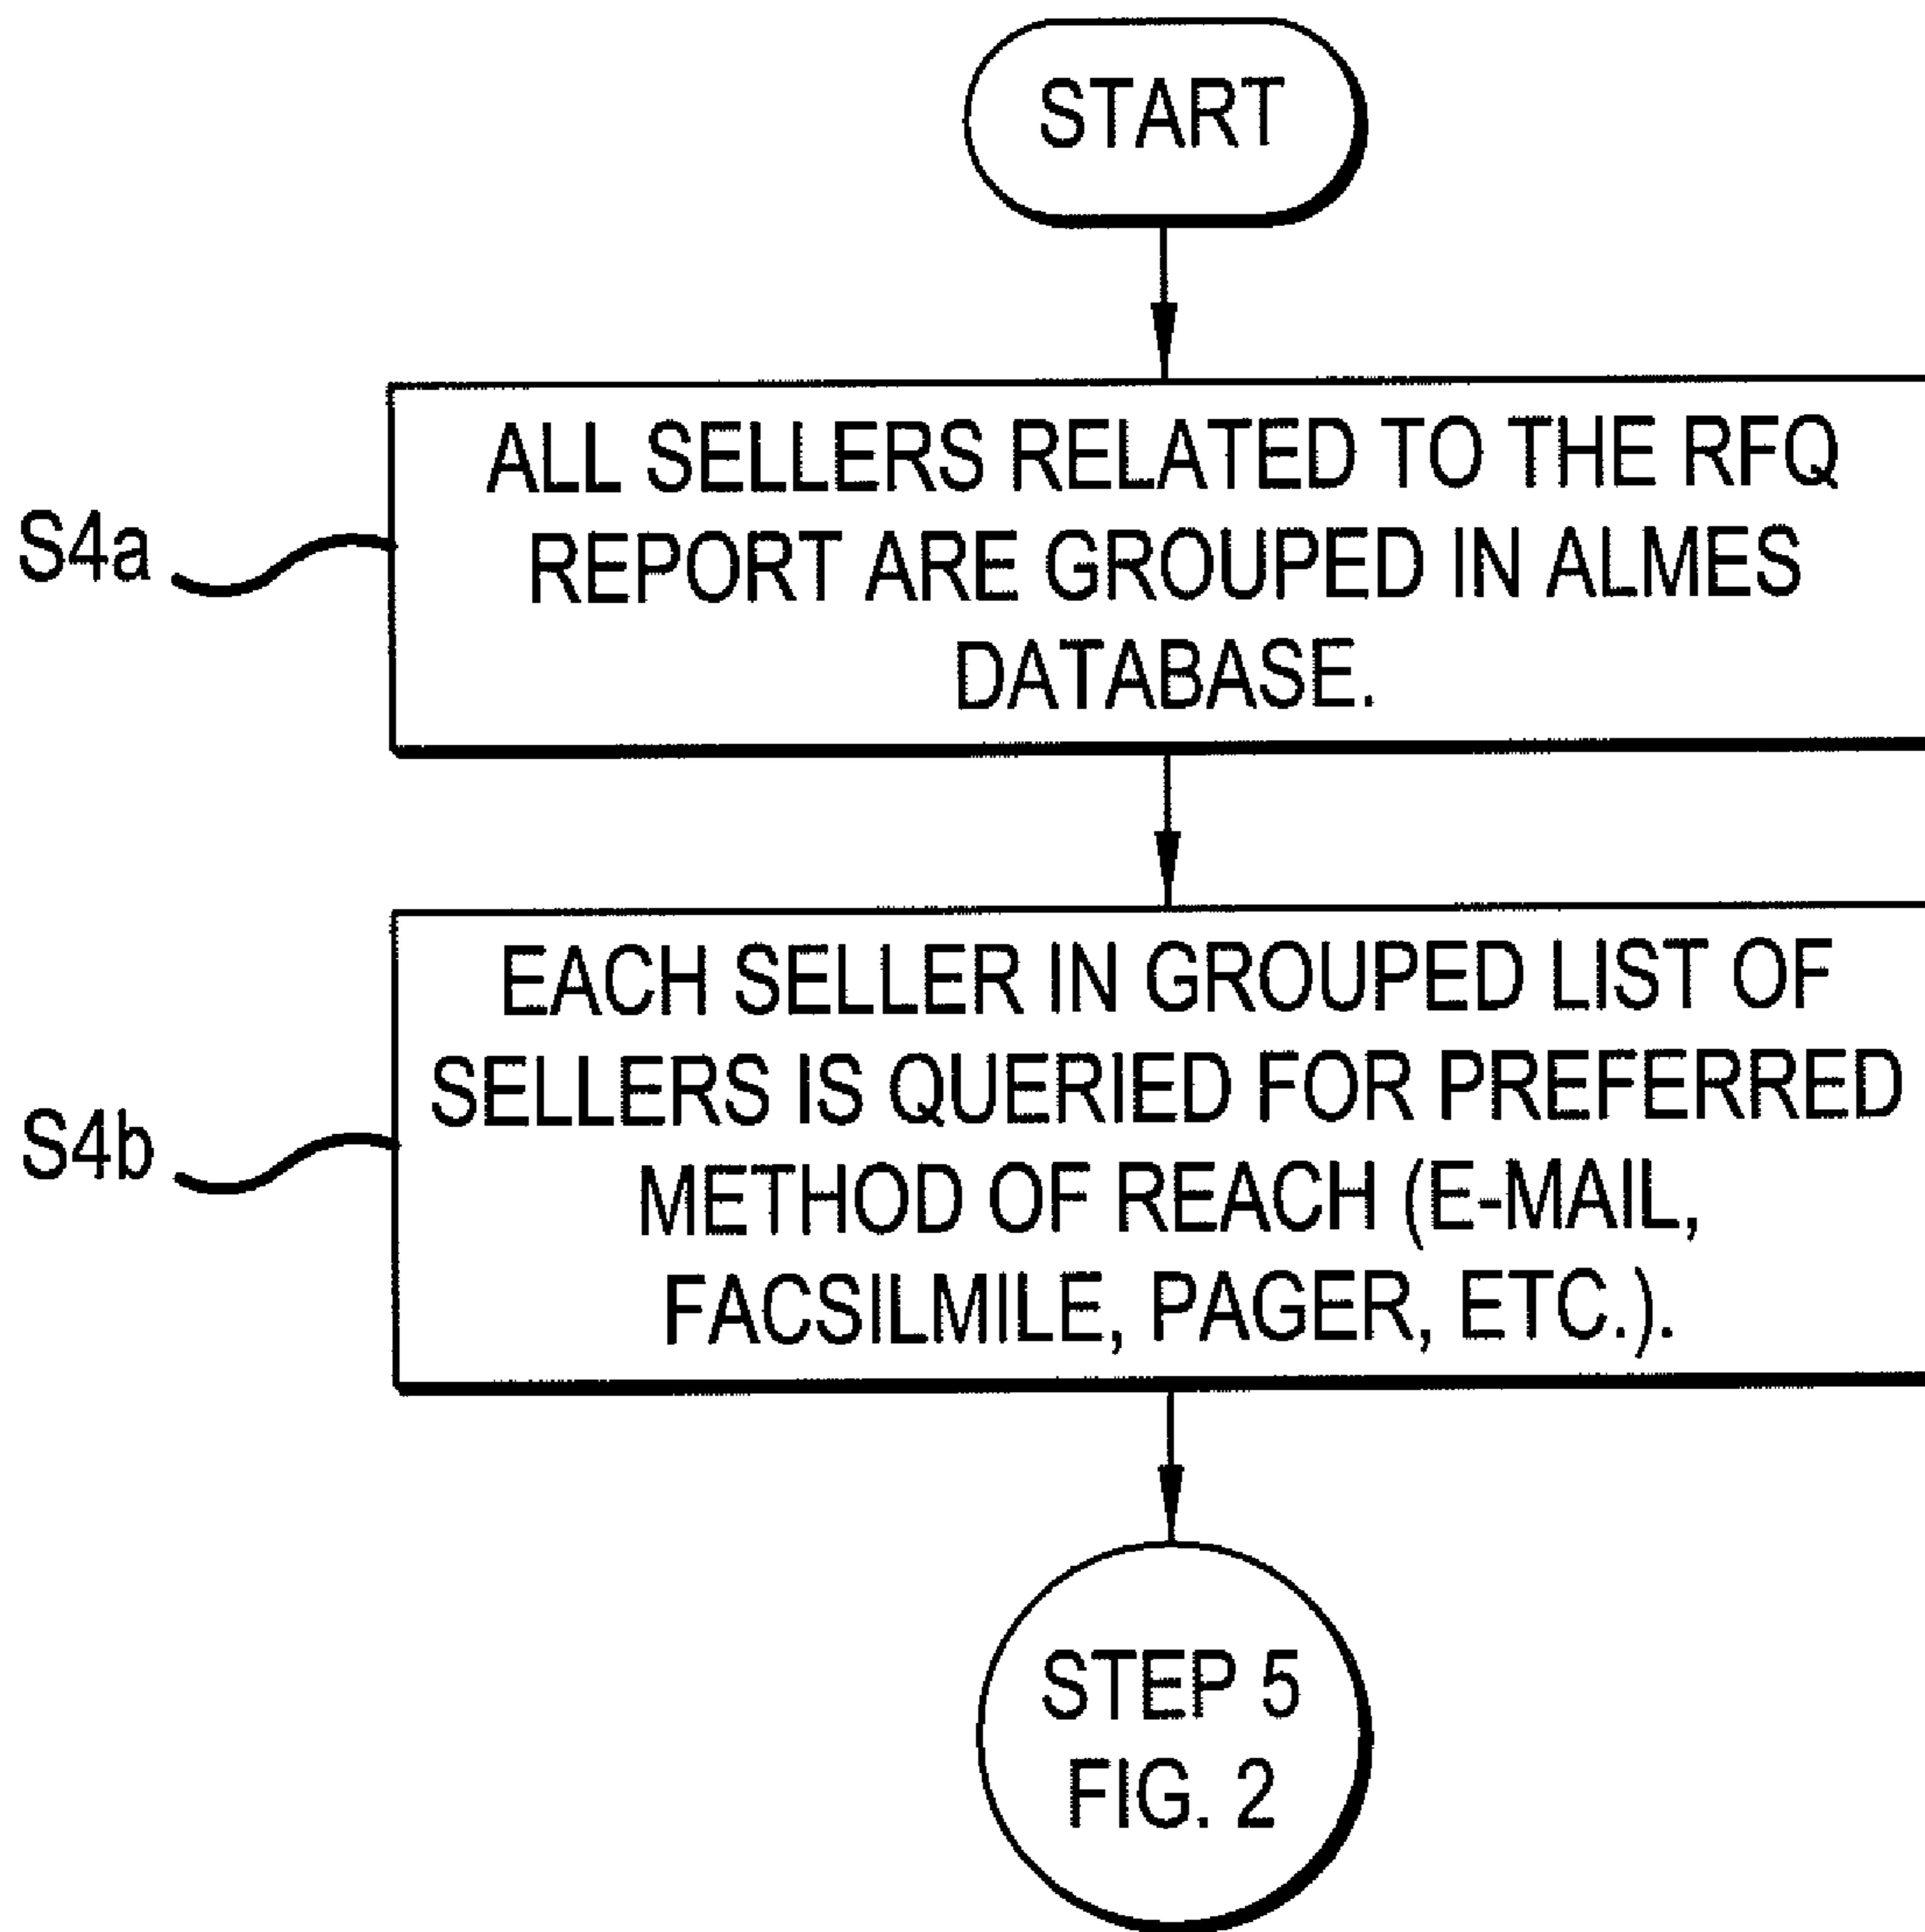 START
S4a
ALL SELLERS RELATED TO THE RFQ
REPORT ARE GROUPED IN ALMES
DATABASE.
S4b
EACH SELLER IN GROUPED LIST OF
SELLERS IS QUERIED FOR PREFERRED
METHOD OF REACH (E-MAIL,
FACSILMILE, PAGER, ETC.).
STEP 5
FIG. 2